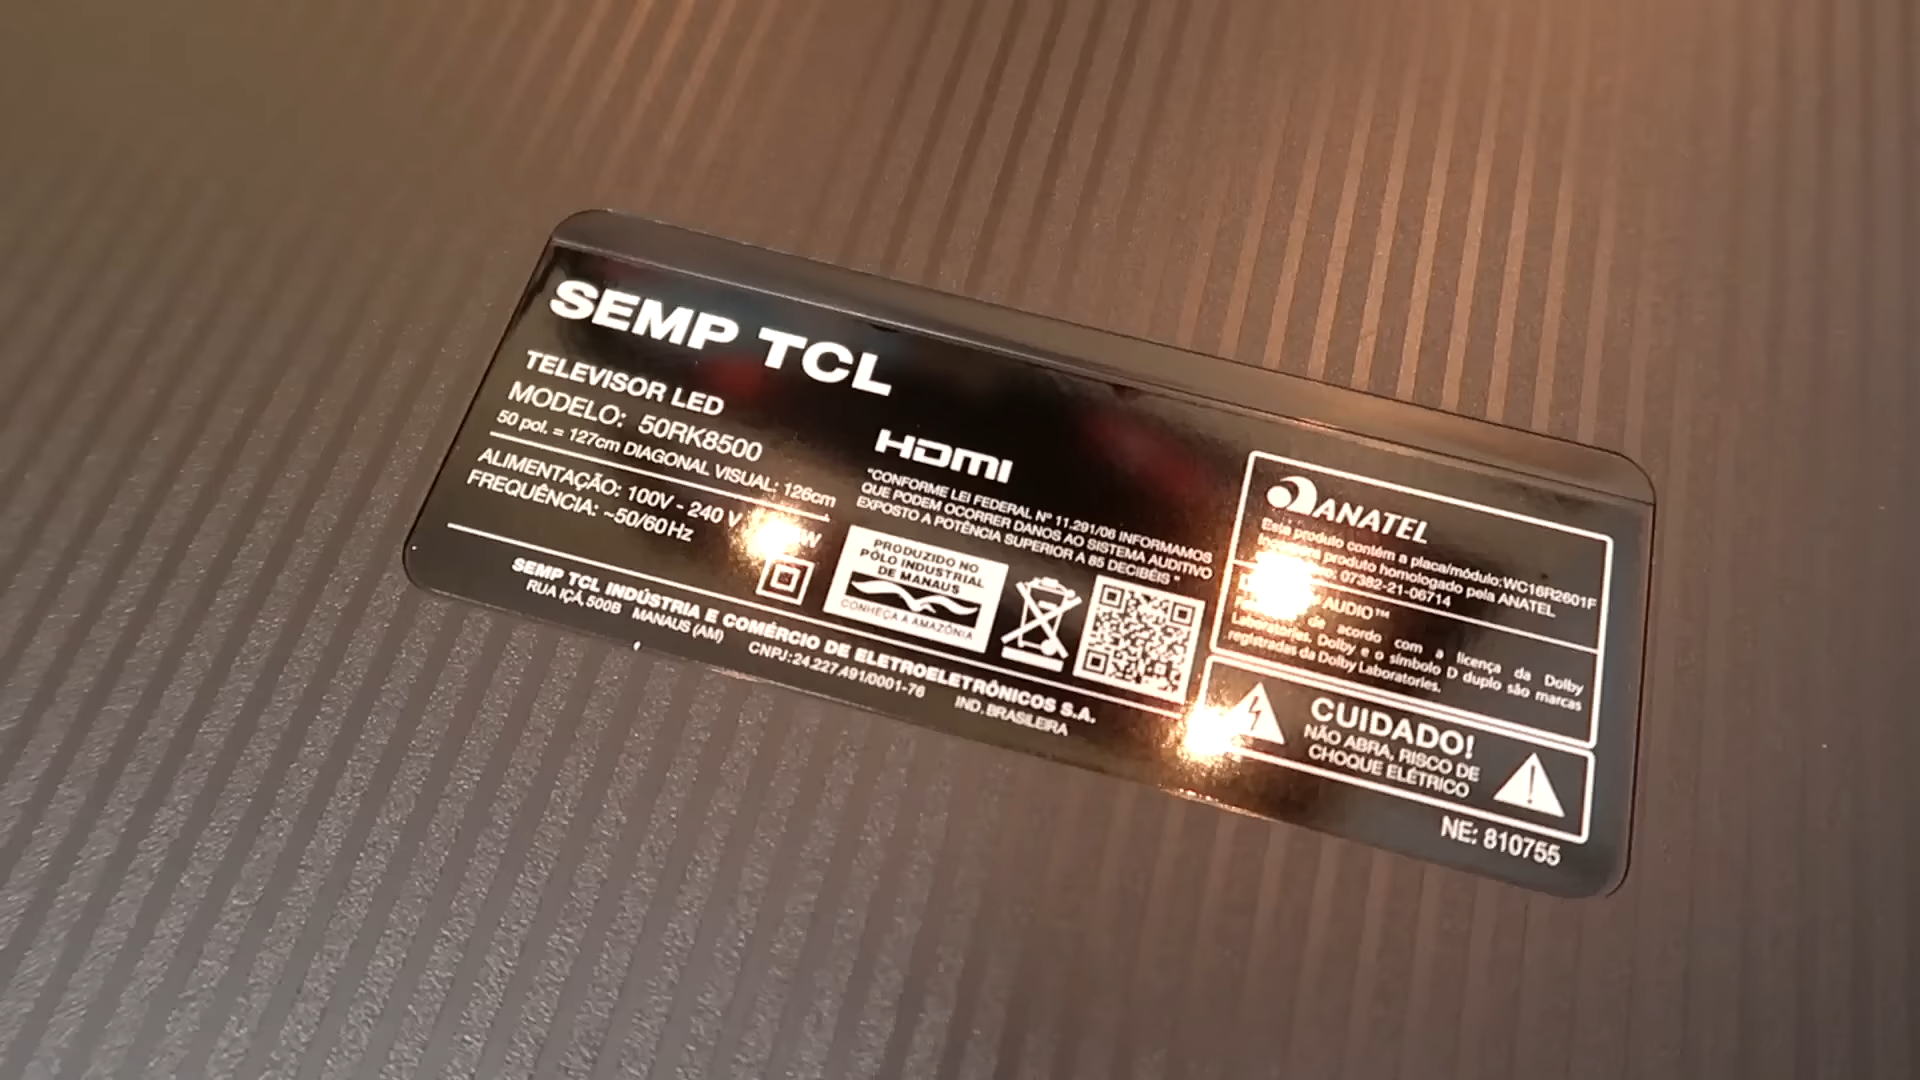 SEMP TCL
TELEVISOR LED
MODELO: 50RK8500
50 pol. = 127cm DIAGONAL VISUAL: 126cm
ALIMENTAÇÃO: 100V - 240 V
FREQUÊNCIA: ~50/60Hz
HDMI
"CONFORME LEI FEDERAL Nº 11.291/06 INFORMAMOS
QUE PODEM OCORRER DANOS AO SISTEMA AUDITIVO
EXPOSTO A POTÊNCIA SUPERIOR A 85 DECIBÉIS "
PRODUZIDO NO
PÓLO INDUSTRIAL
DE MANAUS
CONHEÇA A AMAZÔNIA
SEMP TCL INDÚSTRIA E COMÉRCIO DE ELETROELETRÔNICOS S.A.
RUA IÇÁ, 500B MANAUS (AM) CNPJ:24.227.491/0001-76 IND. BRASILEIRA
ANATEL
Este produto contém a placa/módulo:WC16R2601F
produto homologado pela ANATEL
07382-21-06714
AUDIO™
de acordo com a licença da Dolby
Laboratories. Dolby e o símbolo D duplo são marcas
registradas da Dolby Laboratories.
CUIDADO!
NÃO ABRA, RISCO DE
CHOQUE ELÉTRICO
NE: 810755